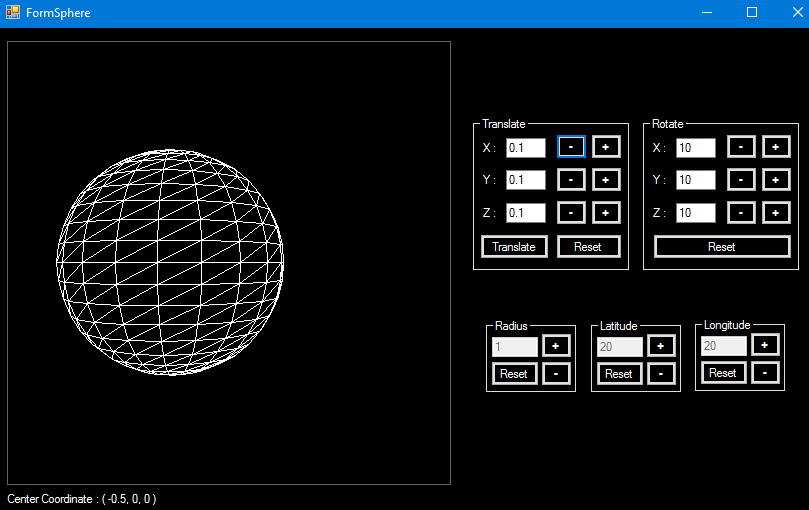 FormSphere
Translate
X : 0.1 - +
Y : 0.1 - +
Z : 0.1 - +
Translate Reset
Rotate
X : 10 - +
Y : 10 - +
Z : 10 - +
Reset
Radius
1 +
Reset -
Latitude
20 +
Reset -
Longitude
20 +
Reset -
Center Coordinate : ( -0.5, 0, 0 )